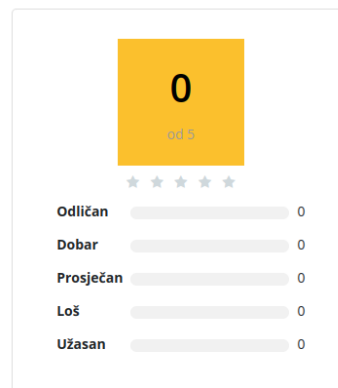 0
od 5
Odličan 0
Dobar 0
Prosječan 0
Loš 0
Užasan 0